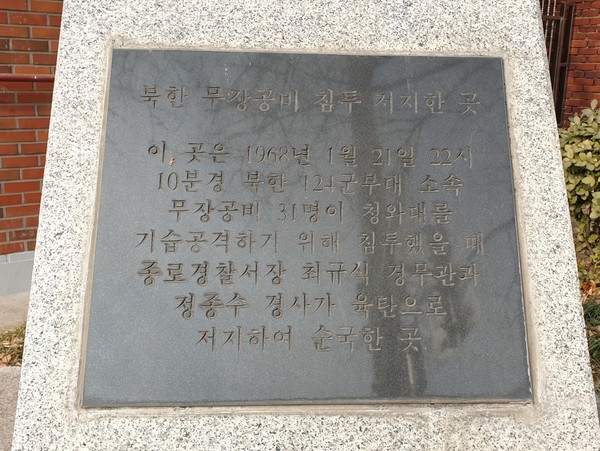 북한 무장공비 침투 저지한 곳
이 곳은 1968년 1월 21일 22시
10분경 북한 124군부대 소속
무장공비 31명이 청와대를
기습공격하기 위해 침투했을 때
종로경찰서장 최규식 경무관과
정종수 경사가 육탄으로
저지하여 순국한 곳